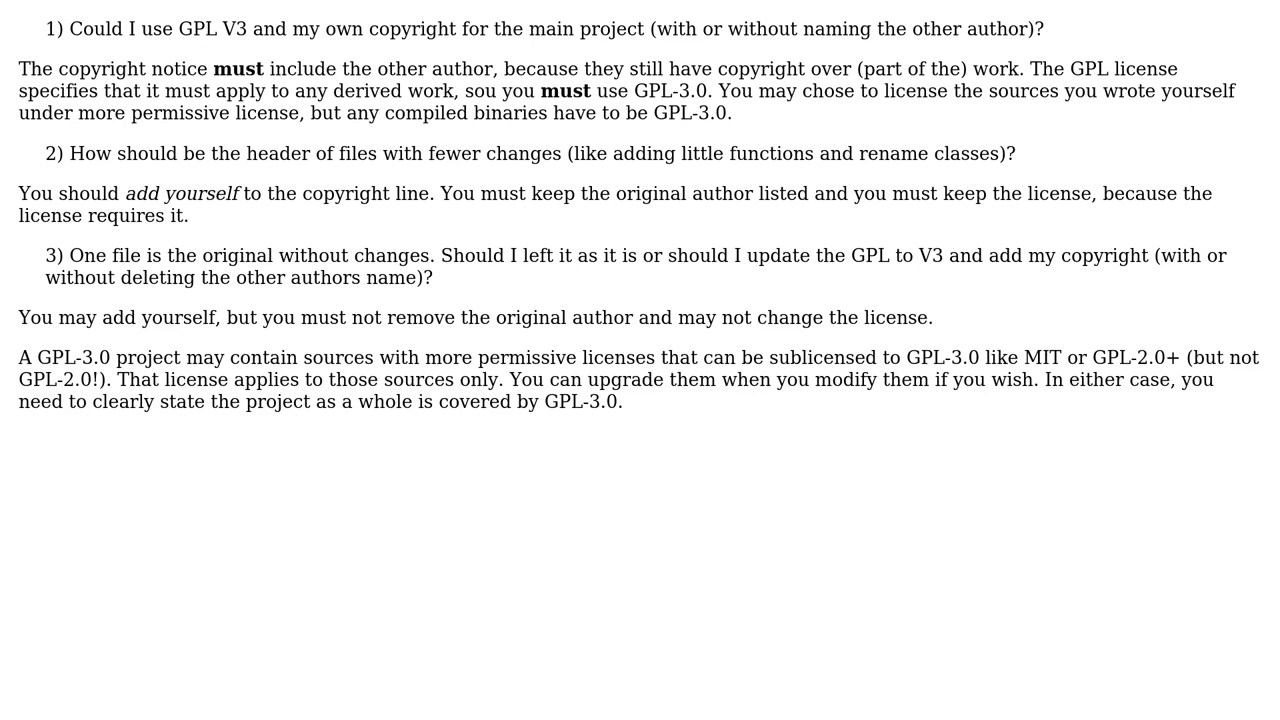 1) Could I use GPL V3 and my own copyright for the main project (with or without naming the other author)?
The copyright notice must include the other author, because they still have copyright over (part of the) work. The GPL license
specifies that it must apply to any derived work, sou you must use GPL-3.0. You may chose to license the sources you wrote yourself
under more permissive license, but any compiled binaries have to be GPL-3.0.
2) How should be the header of files with fewer changes (like adding little functions and rename classes)?
You should add yourself to the copyright line. You must keep the original author listed and you must keep the license, because the
license requires it.
3) One file is the original without changes. Should I left it as it is or should I update the GPL to V3 and add my copyright (with or
without deleting the other authors name)?
You may add yourself, but you must not remove the original author and may not change the license.
A GPL-3.0 project may contain sources with more permissive licenses that can be sublicensed to GPL-3.0 like MIT or GPL-2.0+ (but not
GPL-2.0!). That license applies to those sources only. You can upgrade them when you modify them if you wish. In either case, you
need to clearly state the project as a whole is covered by GPL-3.0.